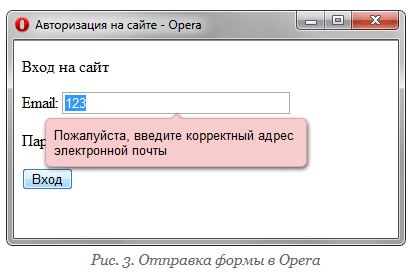 Авторизация на сайте - Opera
Вход на сайт
Email: 123
Пожалуйста, введите корректный адрес
электронной почты
Вход
Рис. 3. Отправка формы в Opera